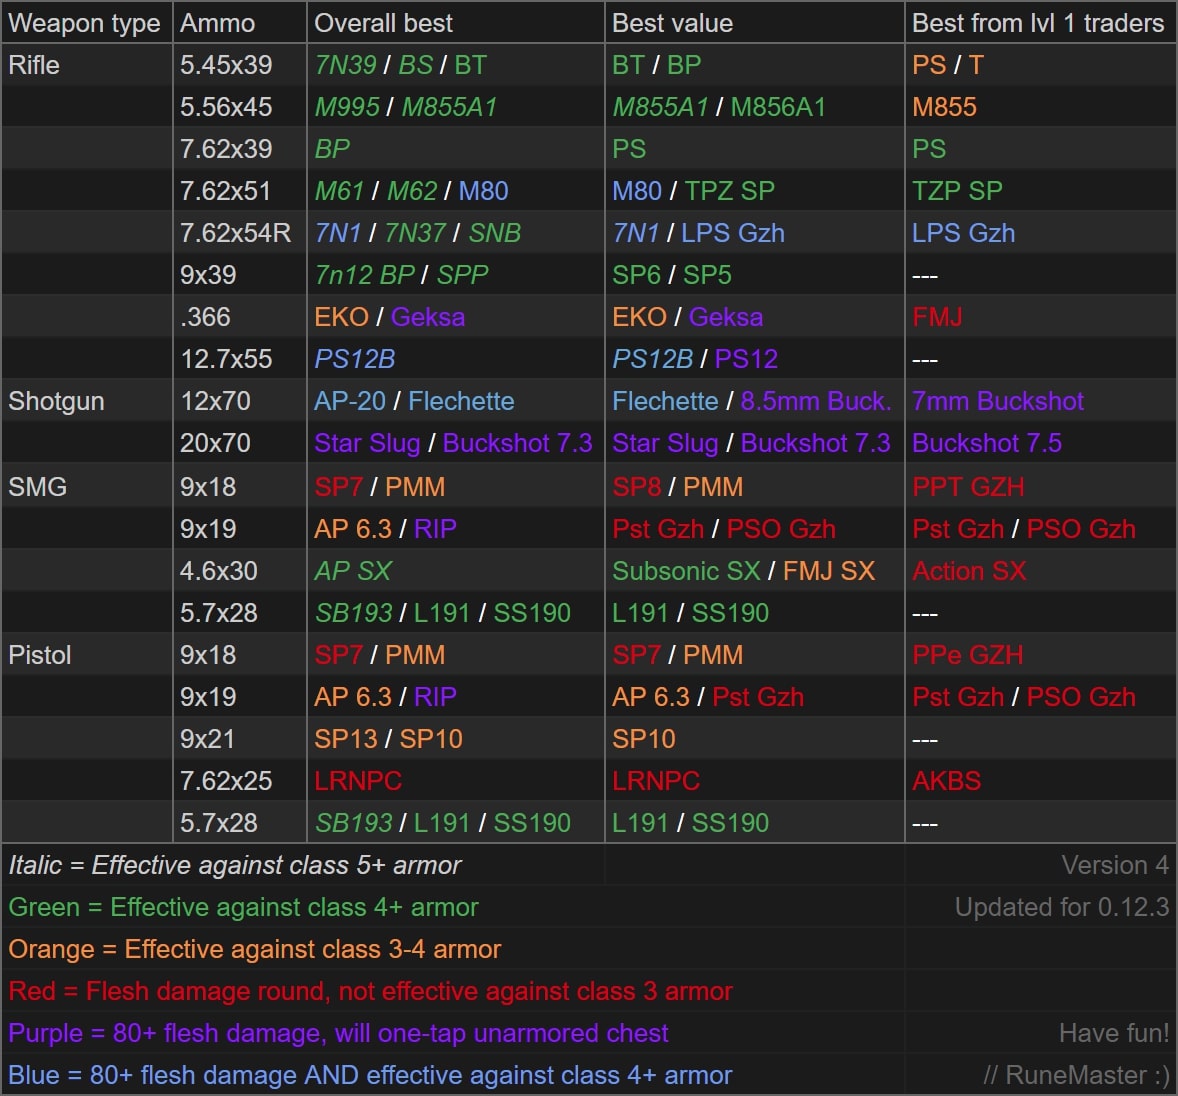 Weapon type Ammo Overall best Best value Best from lvl 1 traders
Rifle 5.45x39 7N39 / BS / BT BT / BP PS / T
5.56x45 M995 / M855A1 M855A1 / M856A1 M855
7.62x39 BP PS PS
7.62x51 M61 / M62 / M80 M80 / TPZ SP TZP SP
7.62x54R 7N1 / 7N37 / SNB 7N1 / LPS Gzh LPS Gzh
9x39 7n12 BP / SPP SP6 / SP5 ---
.366 EKO / Geksa EKO / Geksa FMJ
12.7x55 PS12B PS12B / PS12 ---
Shotgun 12x70 AP-20 / Flechette Flechette / 8.5mm Buck. 7mm Buckshot
20x70 Star Slug / Buckshot 7.3 Star Slug / Buckshot 7.3 Buckshot 7.5
SMG 9x18 SP7 / PMM SP8 / PMM PPT GZH
9x19 AP 6.3 / RIP Pst Gzh / PSO Gzh Pst Gzh / PSO Gzh
4.6x30 AP SX Subsonic SX / FMJ SX Action SX
5.7x28 SB193 / L191 / SS190 L191 / SS190 ---
Pistol 9x18 SP7 / PMM SP7 / PMM PPe GZH
9x19 AP 6.3 / RIP AP 6.3 / Pst Gzh Pst Gzh / PSO Gzh
9x21 SP13 / SP10 SP10 ---
7.62x25 LRNPC LRNPC AKBS
5.7x28 SB193 / L191 / SS190 L191 / SS190 ---
Italic = Effective against class 5+ armor Version 4
Green = Effective against class 4+ armor Updated for 0.12.3
Orange = Effective against class 3-4 armor
Red = Flesh damage round, not effective against class 3 armor
Purple = 80+ flesh damage, will one-tap unarmored chest Have fun!
Blue = 80+ flesh damage AND effective against class 4+ armor // RuneMaster :)